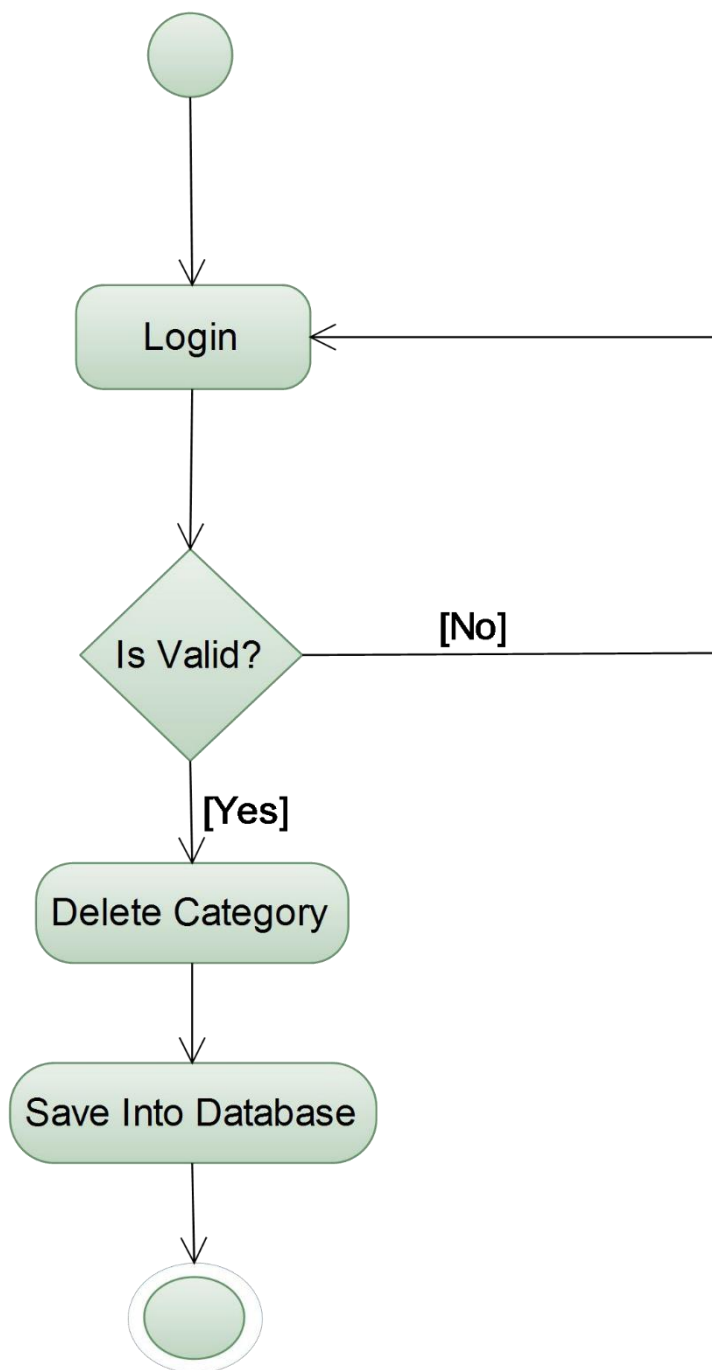 Login
Is Valid?
[No]
[Yes]
Delete Category
Save Into Database